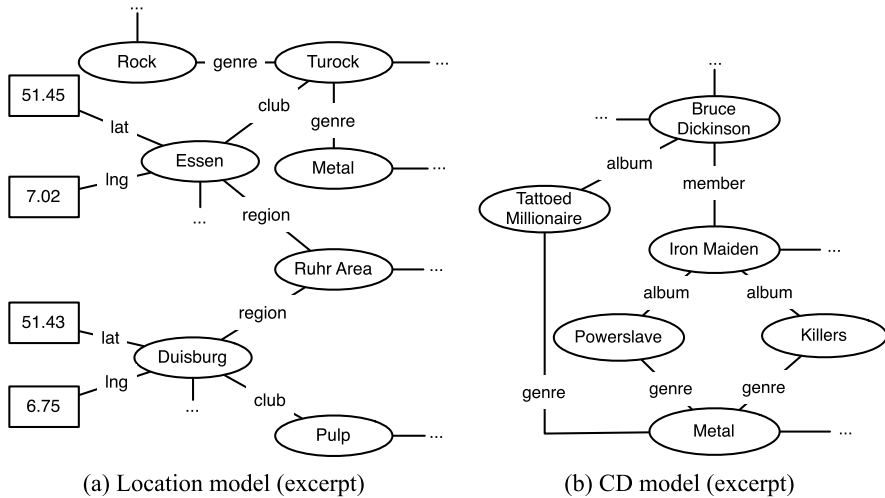 ...
Rock
genre
Turock
...
51.45
club
lat
genre
Essen
Metal
...
7.02
lng
...
region
Ruhr Area
...
region
51.43
lat
Duisburg
lng
6.75
...
club
Pulp
...
(a) Location model (excerpt)
...
...
Bruce
Dickinson
album
member
Tattoed
Millionaire
Iron Maiden
...
album
album
Powerslave
Killers
genre
genre
genre
Metal
...
(b) CD model (excerpt)